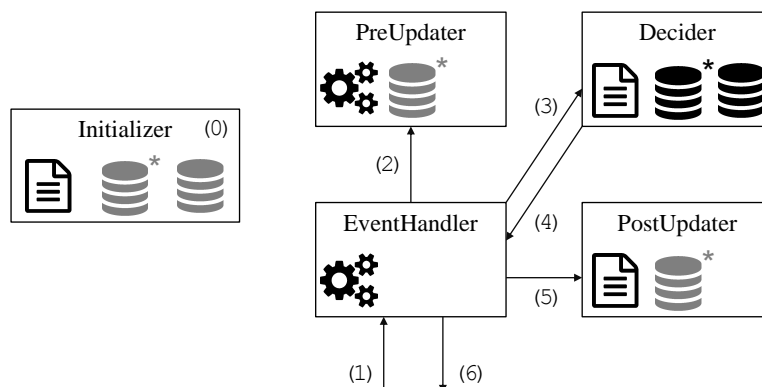 PreUpdater
*
Decider
*
Initializer (0)
*
(3)
(2)
EventHandler
(4)
PostUpdater
*
(5)
(1)
(6)